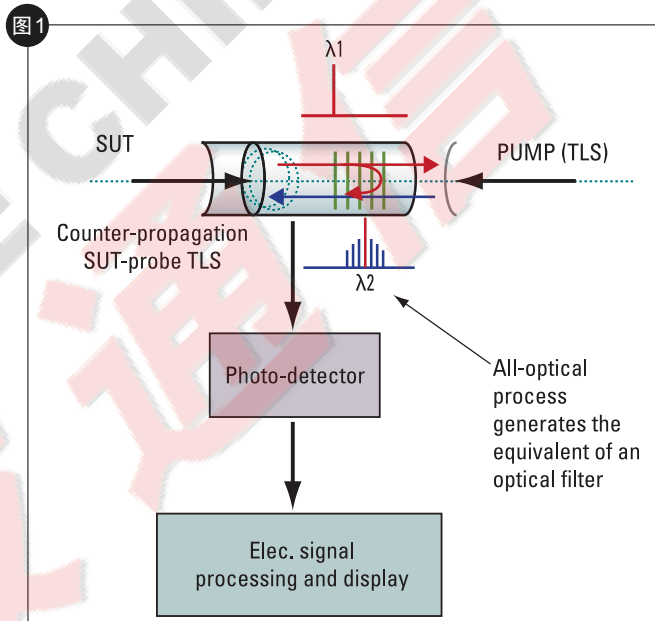 图1
λ1
SUT
PUMP (TLS)
Counter-propagation
SUT-probe TLS
λ2
Photo-detector
All-optical
process
generates the
equivalent of an
optical filter
Elec. signal
processing and display